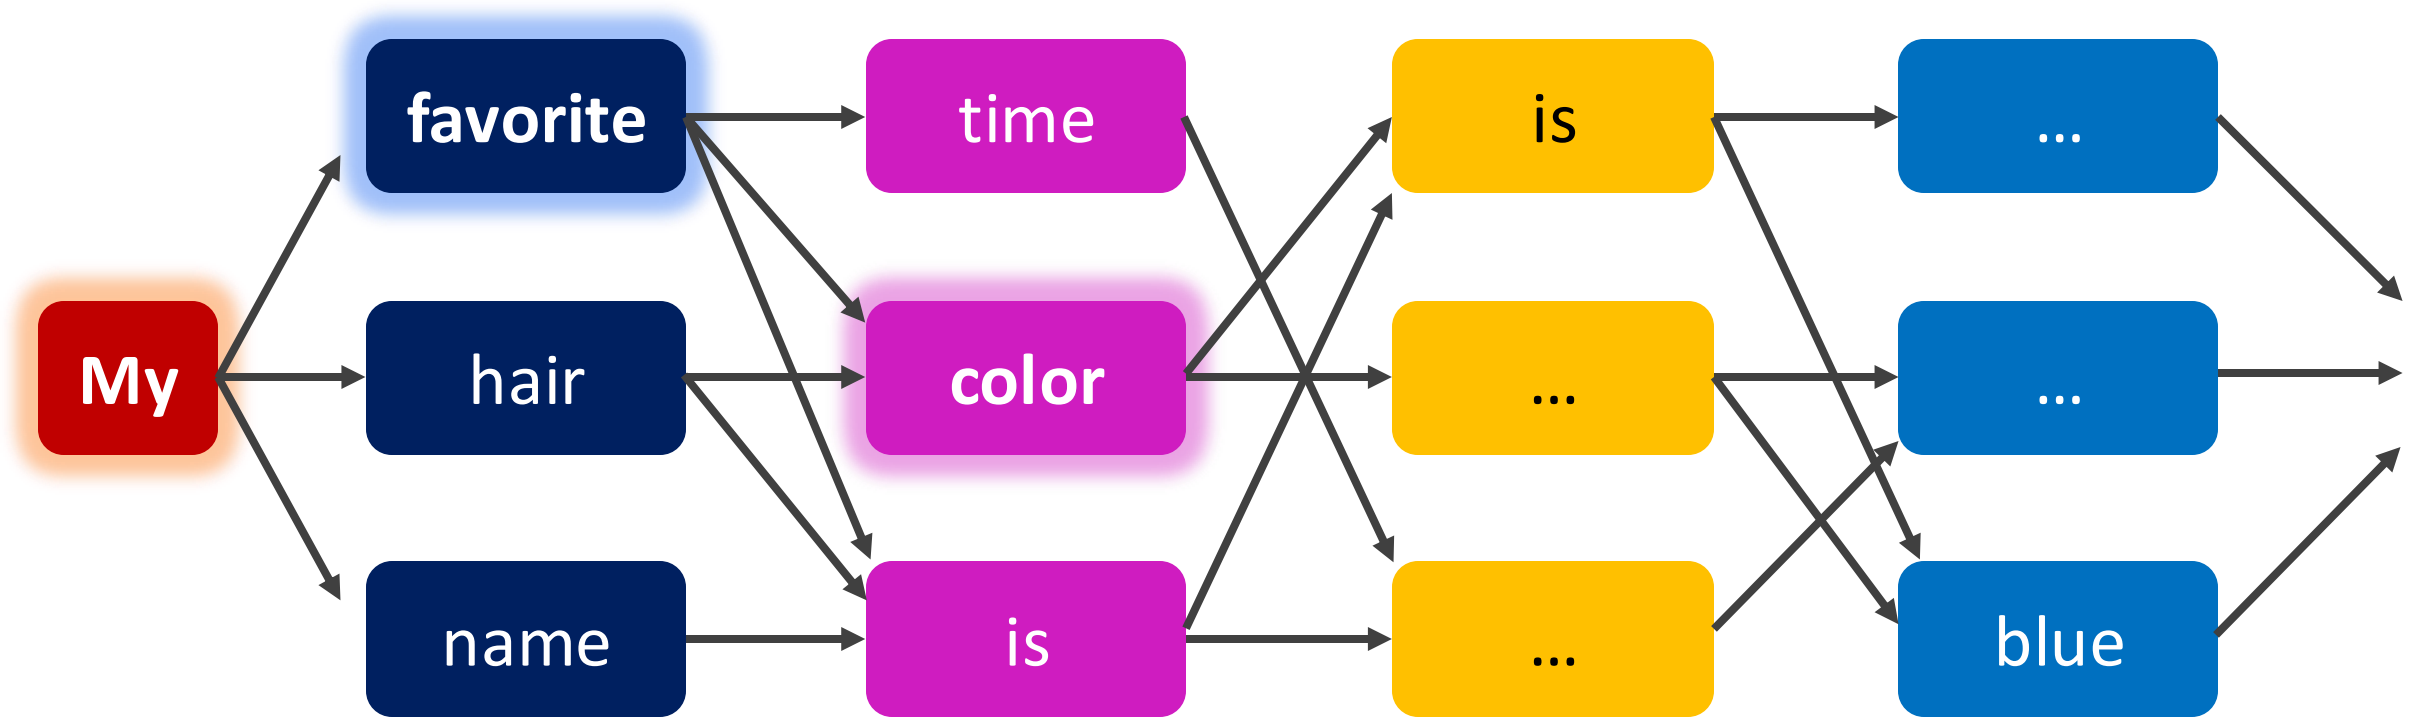 My
favorite
hair
name
time
color
is
is
...
...
...
...
blue